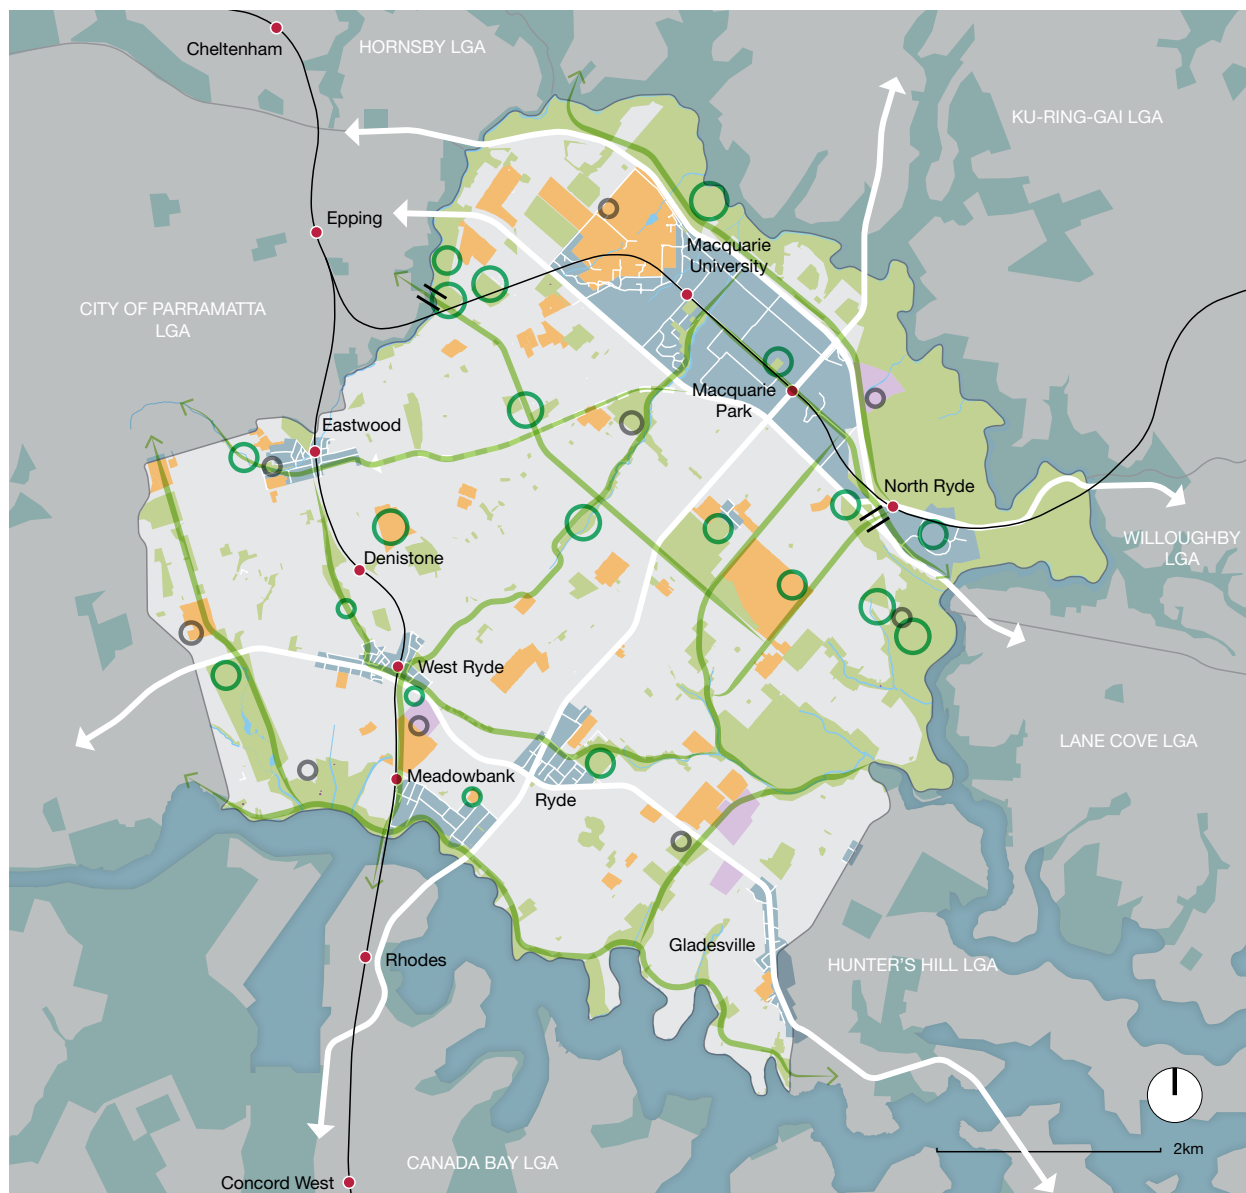 Cheltenham
HORNSBY LGA
KU-RING-GAI LGA
Epping
Macquarie
University
CITY OF PARRAMATTA
LGA
Macquarie
Park
Eastwood
North Ryde
WILLOUGHBY
LGA
Denistone
West Ryde
LANE COVE LGA
Meadowbank
Ryde
Gladesville
Rhodes
HUNTER'S HILL LGA
2km
CANADA BAY LGA
Concord West